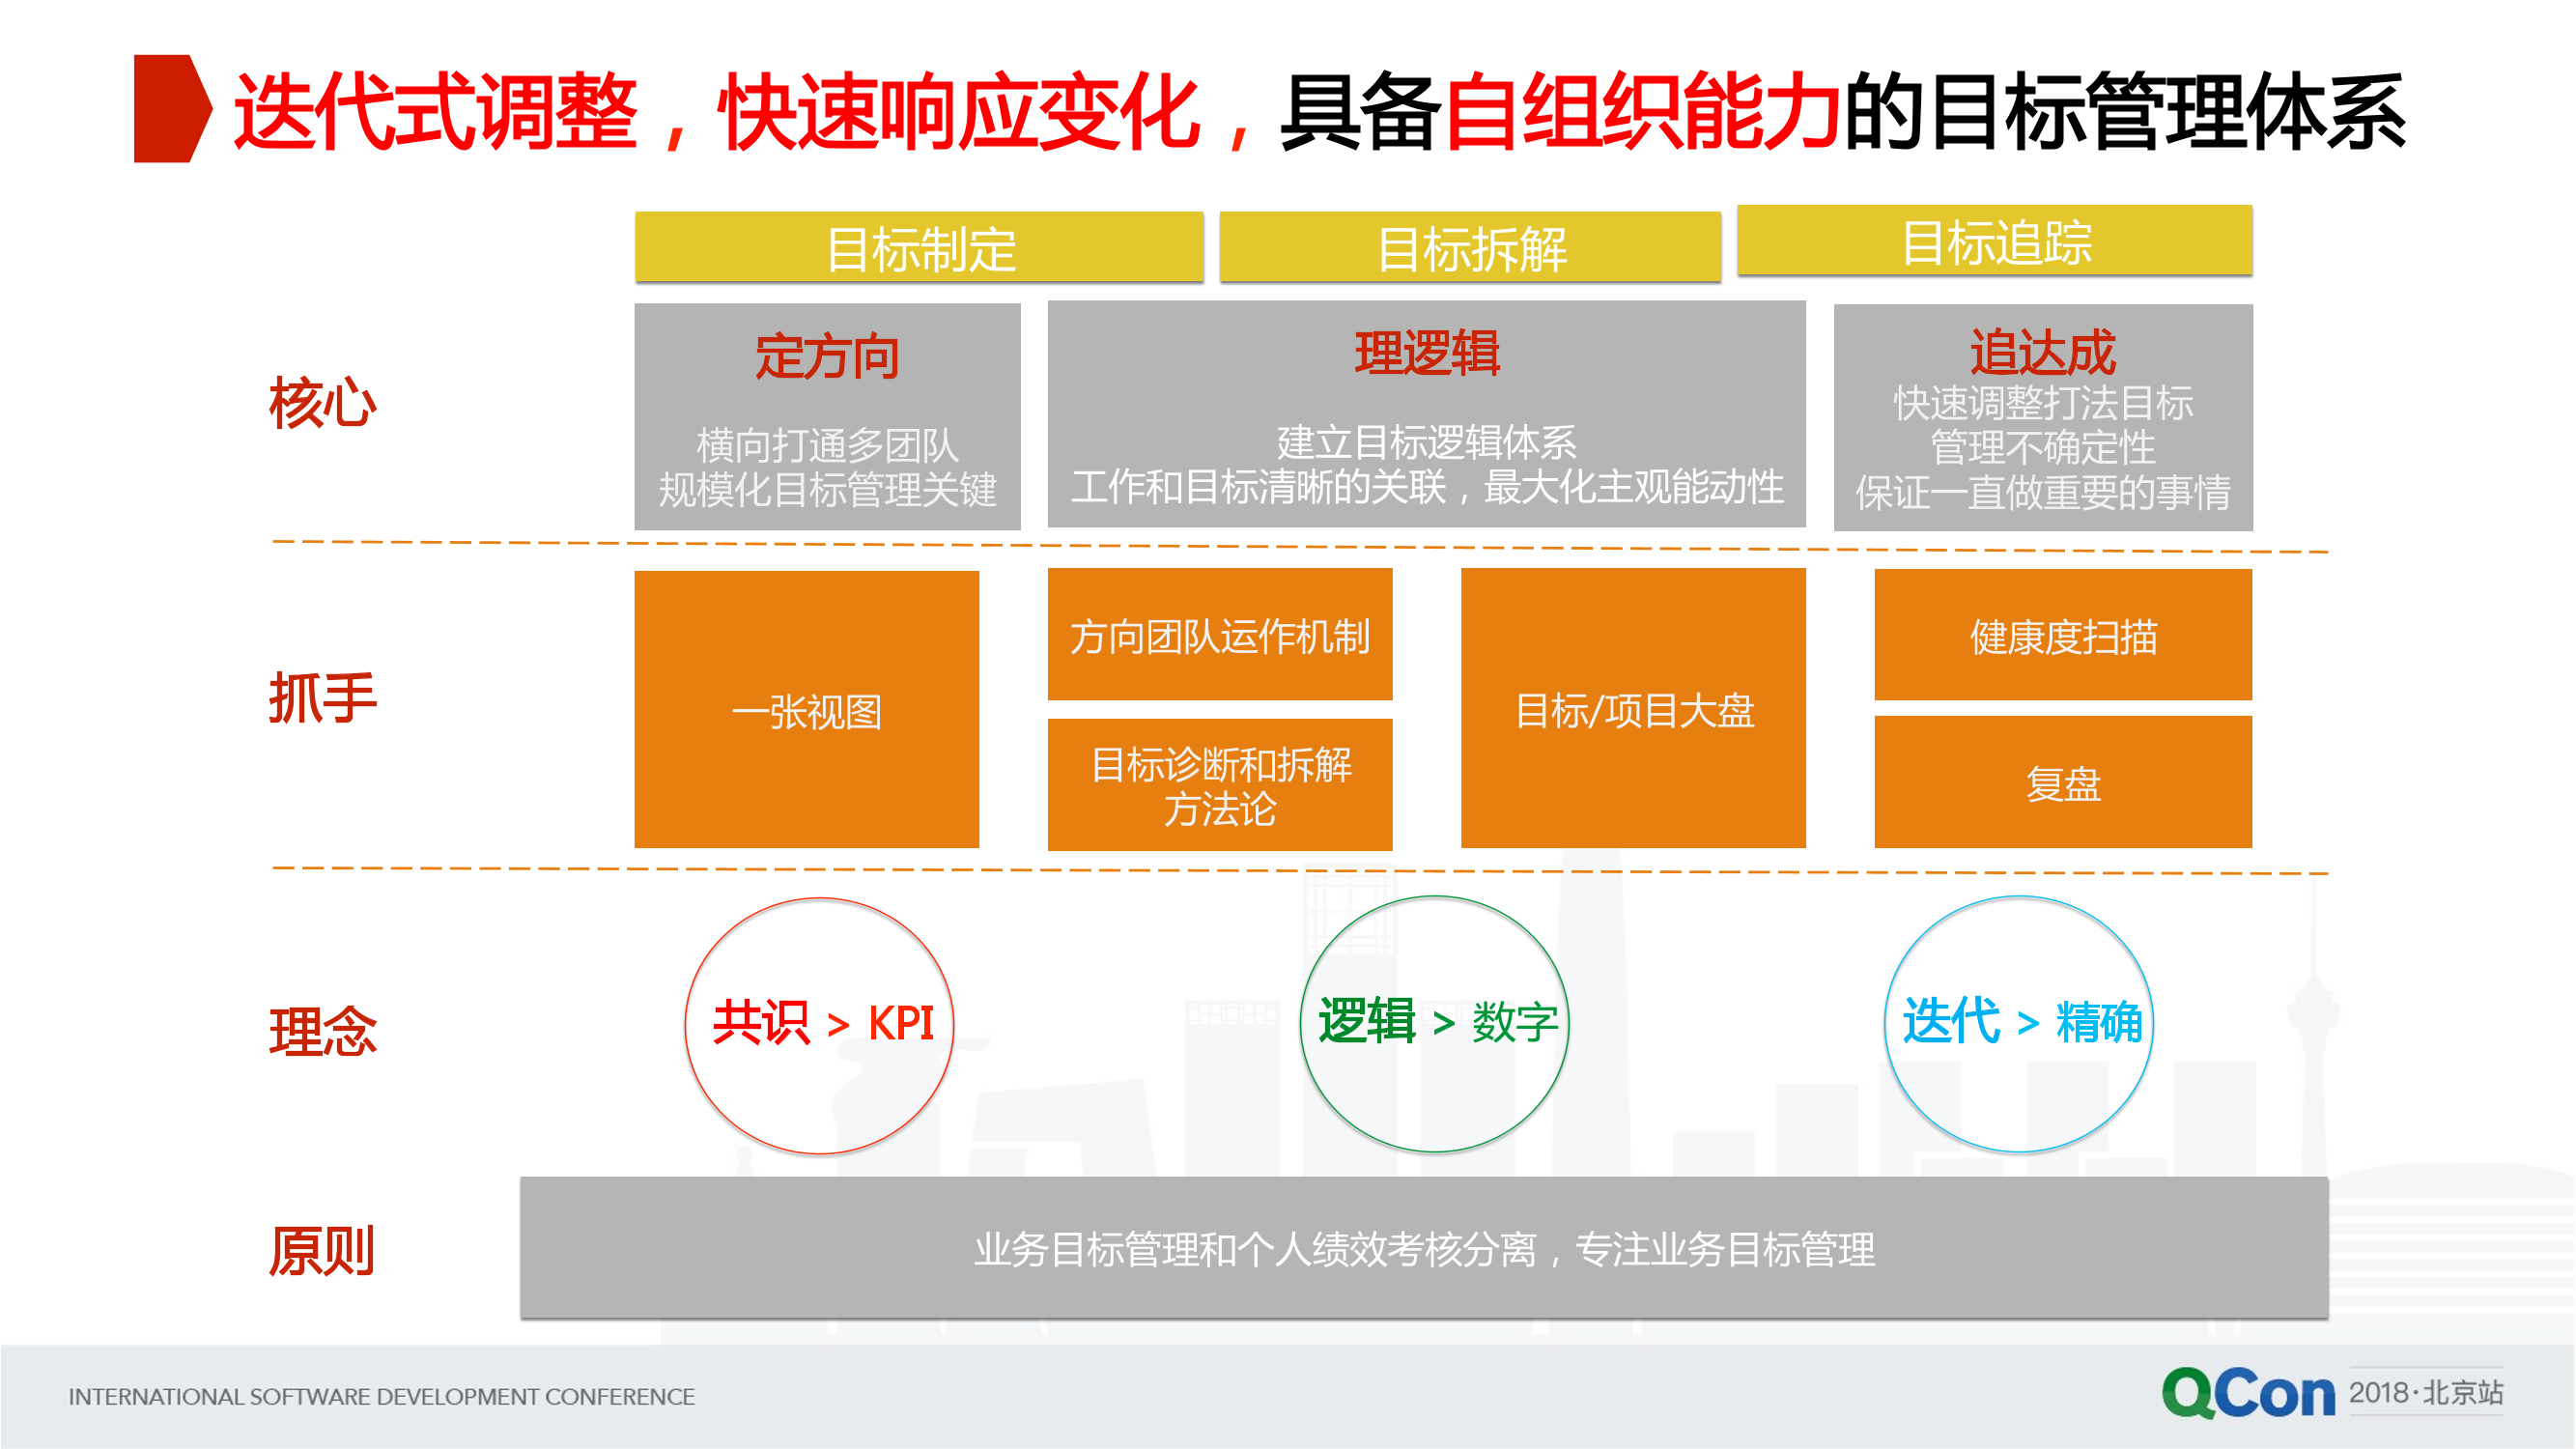 迭代式调整，快速响应变化，具备自组织能力的目标管理体系
目标制定
目标拆解
目标追踪
核心
定方向
横向打通多团队
规模化目标管理关键
理逻辑
建立目标逻辑体系
工作和目标清晰的关联，最大化主观能动性
追达成
快速调整打法目标
管理不确定性
保证一直做重要的事情
抓手
一张视图
方向团队运作机制
目标诊断和拆解
方法论
目标/项目大盘
健康度扫描
复盘
理念
共识 > KPI
逻辑 > 数字
迭代 > 精确
原则
业务目标管理和个人绩效考核分离，专注业务目标管理
INTERNATIONAL SOFTWARE DEVELOPMENT CONFERENCE
QCon 2018·北京站